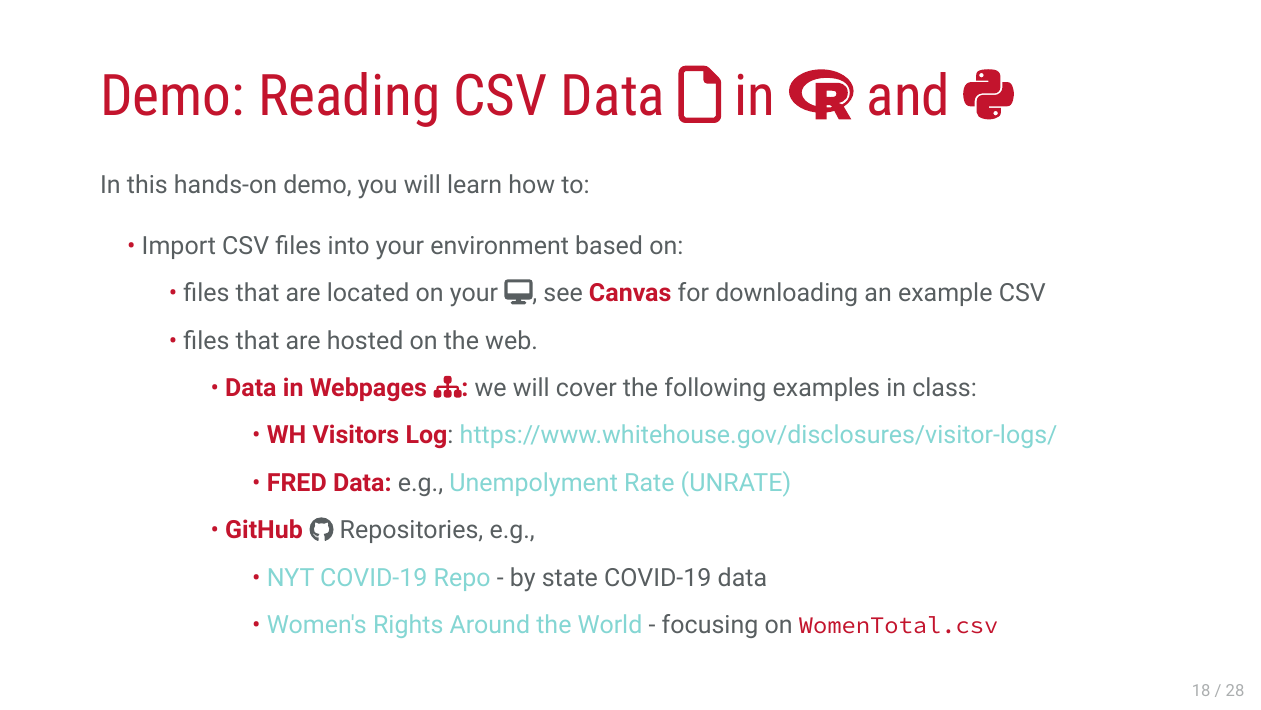 Demo: Reading CSV Data in R and
In this hands-on demo, you will learn how to:
• Import CSV files into your environment based on:
• files that are located on your , see Canvas for downloading an example CSV
• files that are hosted on the web.
• Data in Webpages : we will cover the following examples in class:
• WH Visitors Log: https://www.whitehouse.gov/disclosures/visitor-logs/
• FRED Data: e.g., Unempolyment Rate (UNRATE)
• GitHub Repositories, e.g.,
• NYT COVID-19 Repo - by state COVID-19 data
• Women's Rights Around the World - focusing on WomenTotal.csv
18 / 28